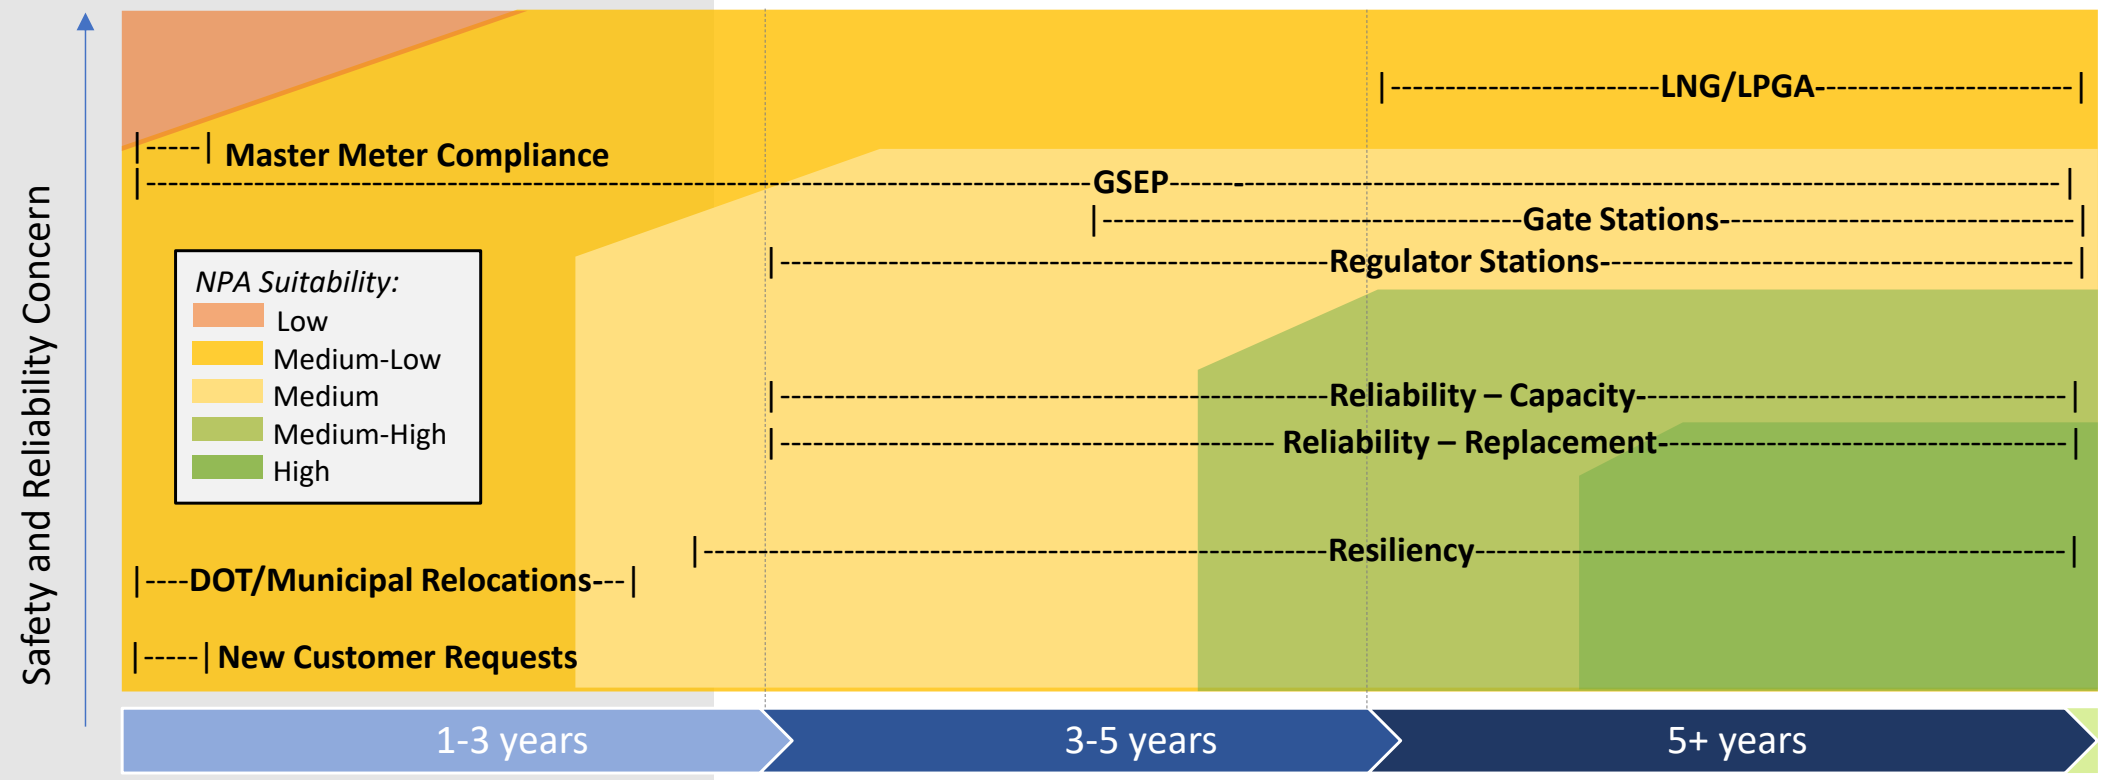 Safety and Reliability Concern
|----------------------LNG/LPGA-----------------------|
|-----| Master Meter Compliance
|----------------------GSEP----------------------|
|----------------------Gate Stations----------------------|
|----------------------Regulator Stations----------------------|
NPA Suitability:
Low
Medium-Low
Medium
Medium-High
High
|----------------------Reliability – Capacity----------------------|
|---------------------- Reliability – Replacement----------------------|
|----------------------Resiliency----------------------|
|----DOT/Municipal Relocations---|
|-----| New Customer Requests
1-3 years
3-5 years
5+ years